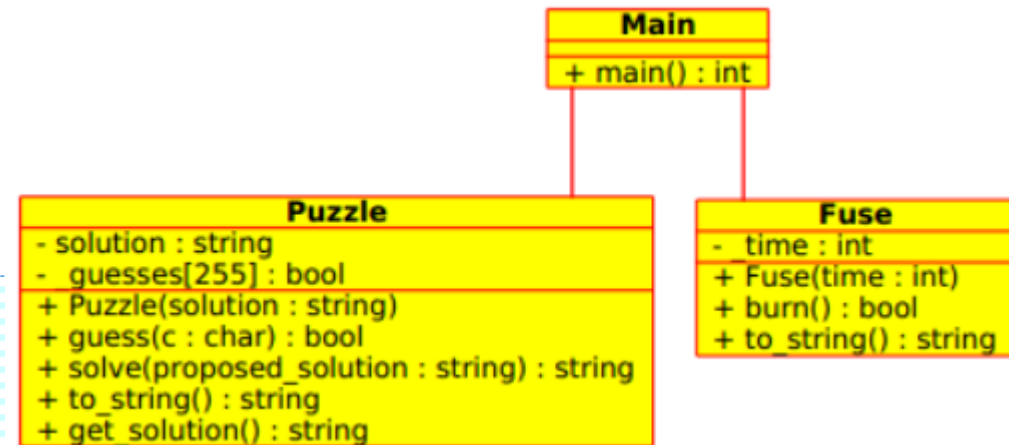 Main
+ main() : int
Puzzle
- solution : string
- _guesses[255] : bool
+ Puzzle(solution : string)
+ guess(c : char) : bool
+ solve(proposed_solution : string) : string
+ to_string() : string
+ get_solution() : string
Fuse
- _time : int
+ Fuse(time : int)
+ burn() : bool
+ to_string() : string